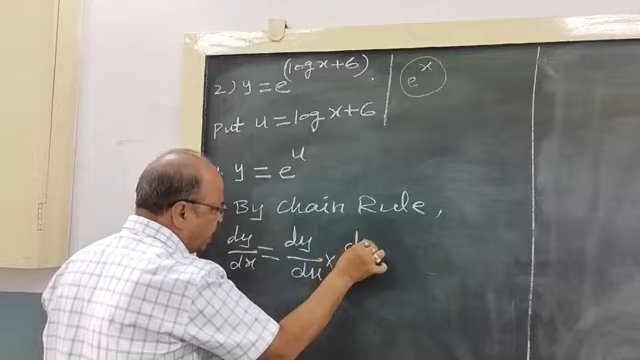 2) y = e^(log x + 6).
e^x
Put u = log x + 6
y = e^u
By Chain Rule,
dy/dx = dy/du × d